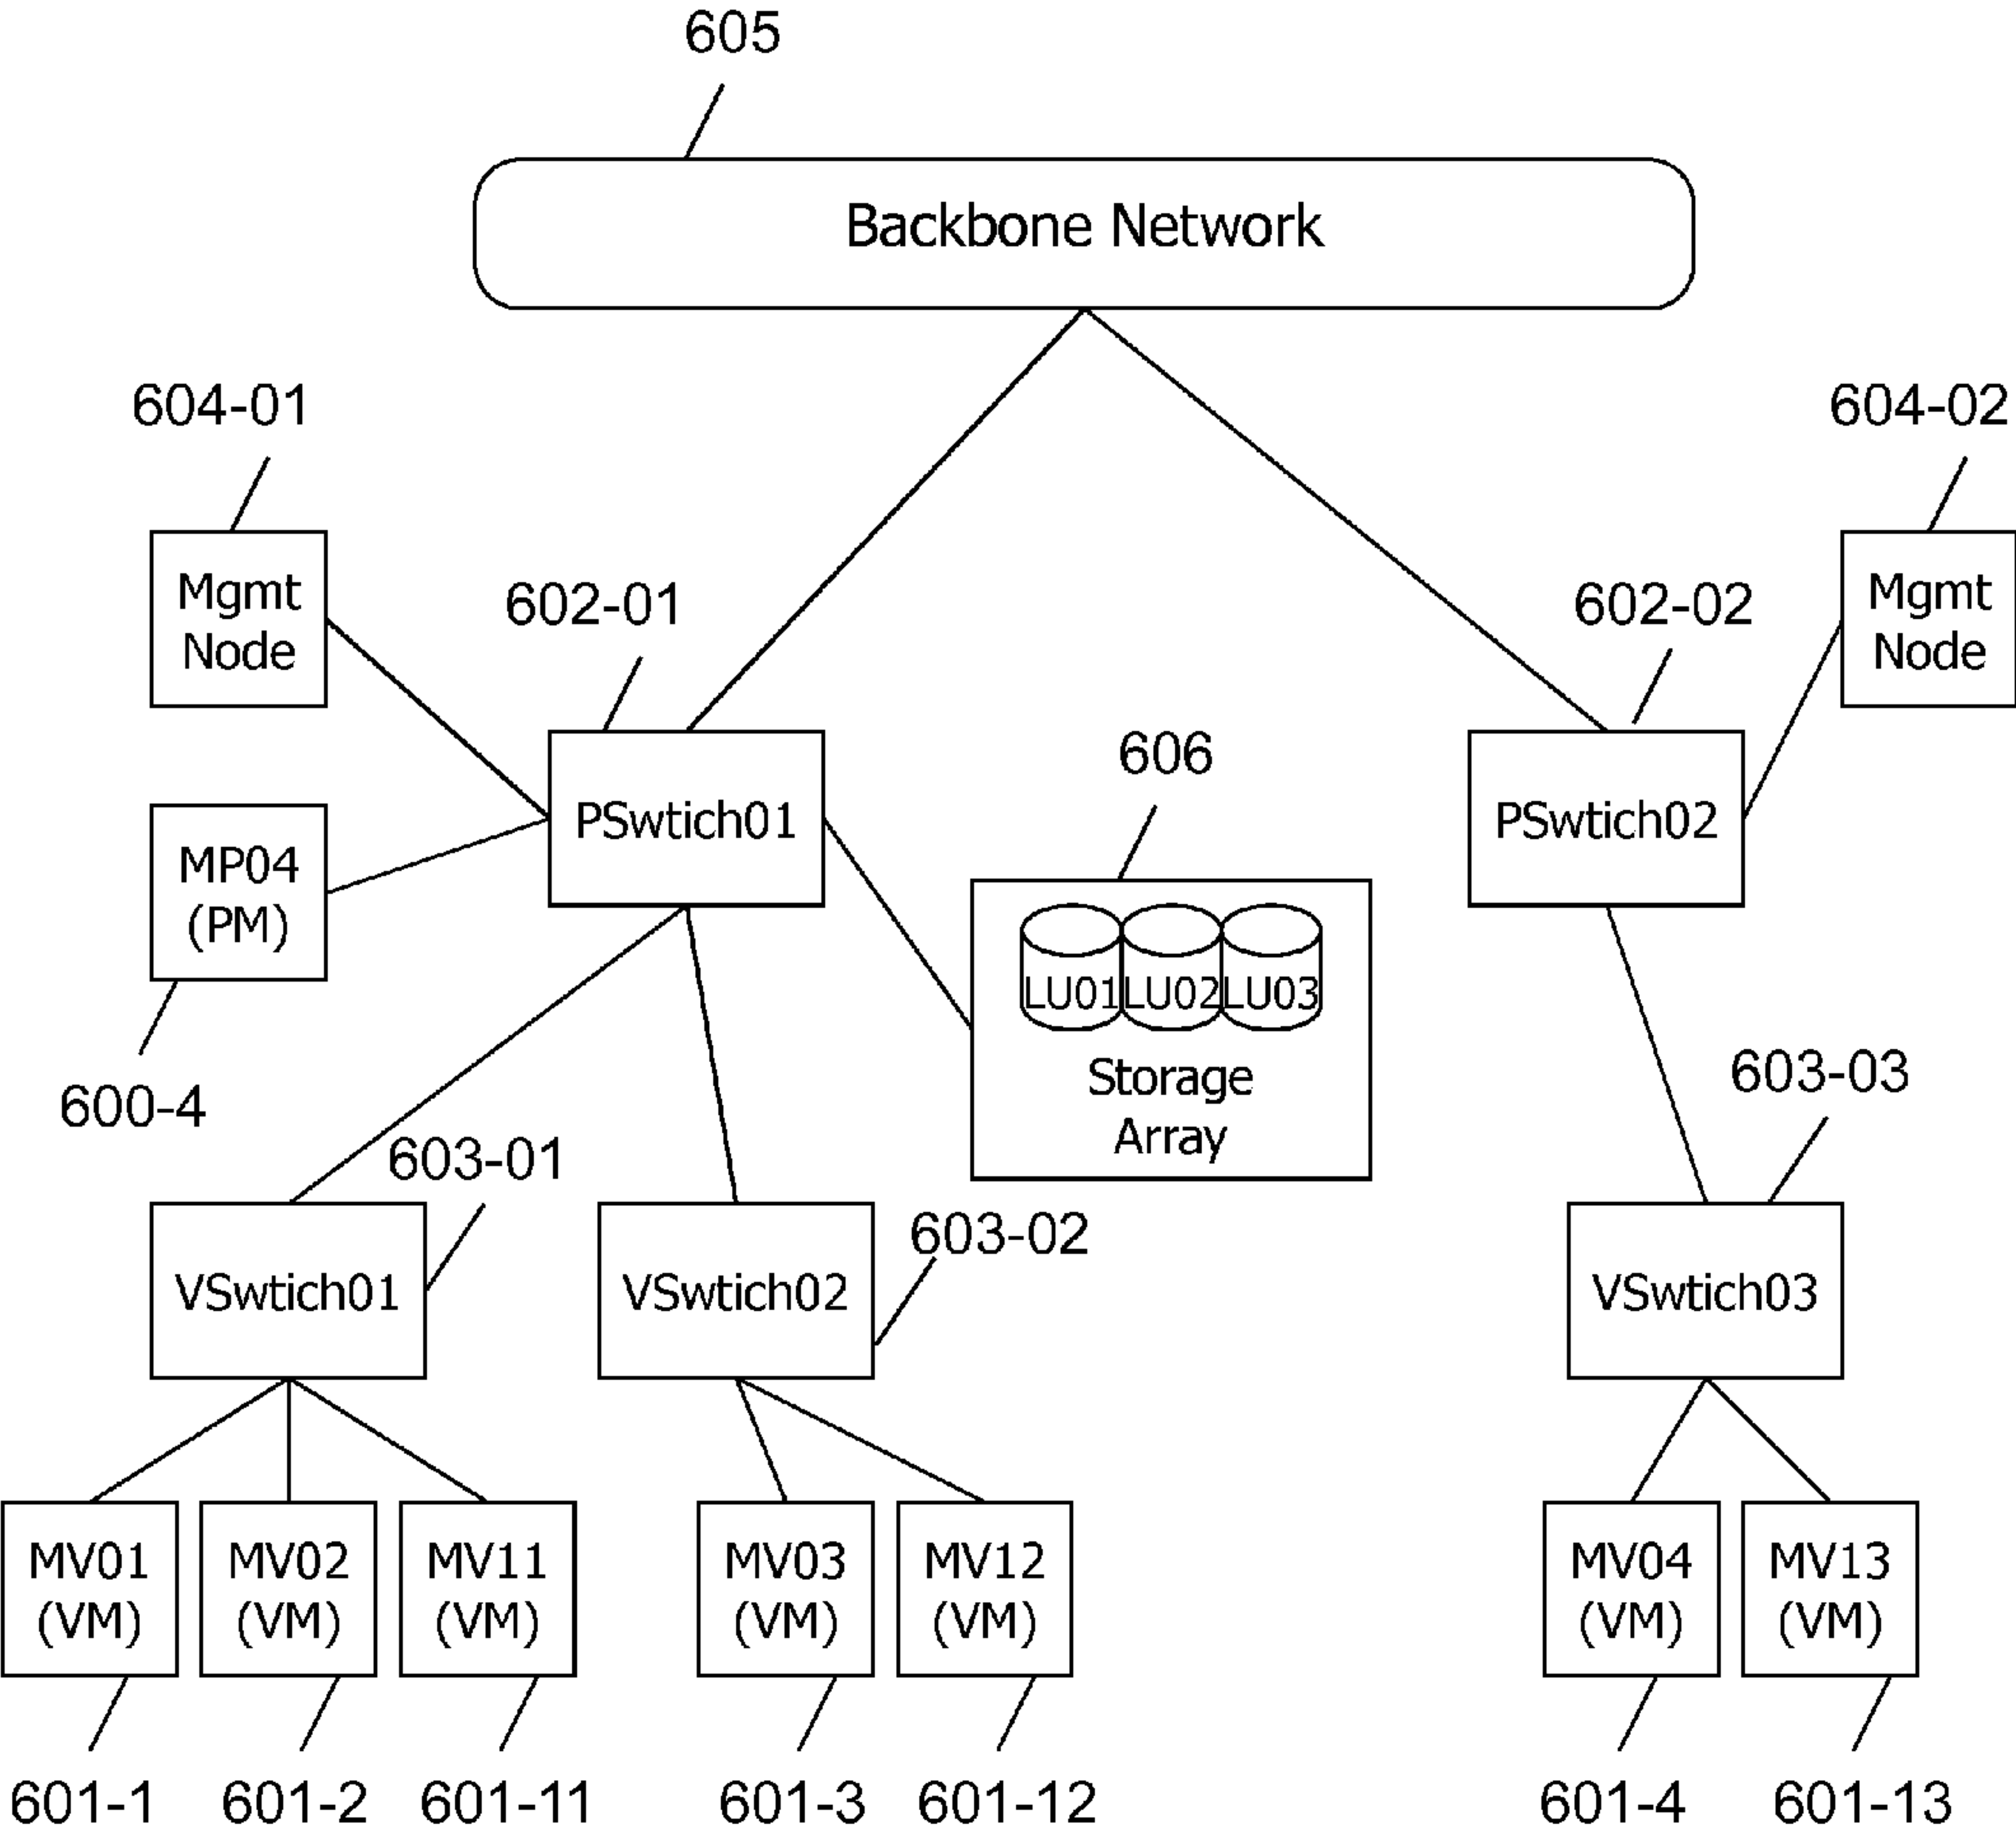 605
Backbone Network
604-01
604-02
Mgmt
Node
602-01
602-02
Mgmt
Node
606
PSwtich01
PSwtich02
MP04
(PM)
LU01
LU02
LU03
Storage
Array
600-4
603-01
603-02
603-03
VSwtich01
VSwtich02
VSwtich03
MV01
(VM)
MV02
(VM)
MV11
(VM)
MV03
(VM)
MV12
(VM)
MV04
(VM)
MV13
(VM)
601-1
601-2
601-11
601-3
601-12
601-4
601-13